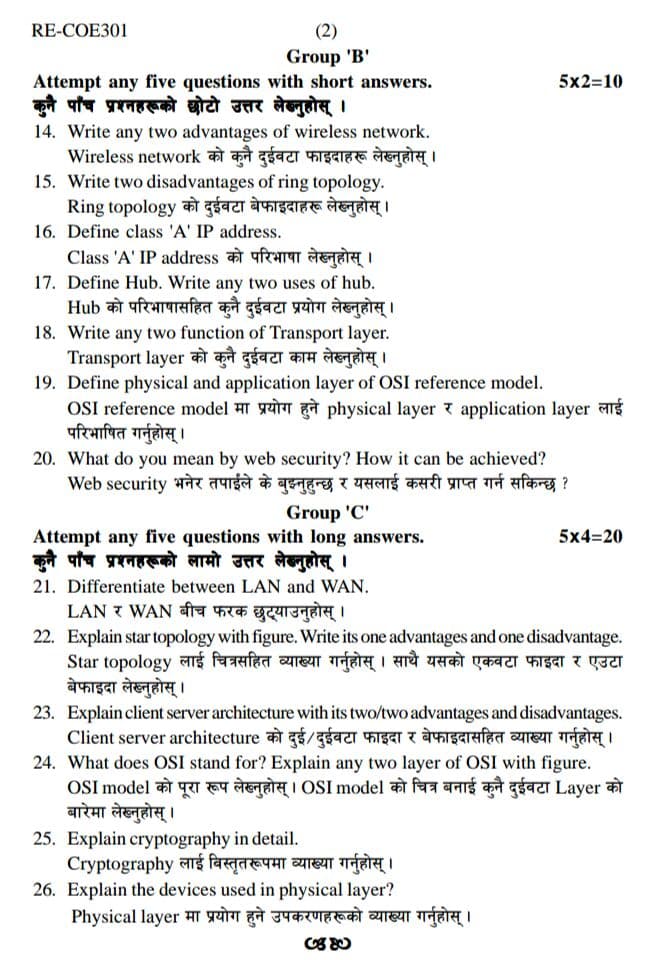 RE-COE301 (2)
Group 'B'
Attempt any five questions with short answers. 5×2=10
कुनै पाँच प्रश्नहरूको छोटो उत्तर लेख्नुहोस् ।
14. Write any two advantages of wireless network.
Wireless network को कुनै दुईवटा फाइदाहरू लेख्नुहोस् ।
15. Write two disadvantages of ring topology.
Ring topology को दुईवटा बेफाइदाहरू लेख्नुहोस् ।
16. Define class 'A' IP address.
Class 'A' IP address को परिभाषा लेख्नुहोस् ।
17. Define Hub. Write any two uses of hub.
Hub को परिभाषासहित कुनै दुईवटा प्रयोग लेख्नुहोस् ।
18. Write any two function of Transport layer.
Transport layer को कुनै दुईवटा काम लेख्नुहोस् ।
19. Define physical and application layer of OSI reference model.
OSI reference model मा प्रयोग हुने physical layer र application layer लाई
परिभाषित गर्नुहोस् ।
20. What do you mean by web security? How it can be achieved?
Web security भनेर तपाईंले के बुझ्नुहुन्छ र यसलाई कसरी प्राप्त गर्न सकिन्छ ?
Group 'C'
Attempt any five questions with long answers. 5×4=20
कुनै पाँच प्रश्नहरूको लामो उत्तर लेख्नुहोस् ।
21. Differentiate between LAN and WAN.
LAN र WAN बीच फरक छुट्याउनुहोस् ।
22. Explain star topology with figure. Write its one advantages and one disadvantage.
Star topology लाई चित्रसहित व्याख्या गर्नुहोस् । साथै यसको एकवटा फाइदा र एउटा
बेफाइदा लेख्नुहोस् ।
23. Explain client server architecture with its two/two advantages and disadvantages.
Client server architecture को दुई/दुईवटा फाइदा र बेफाइदासहित व्याख्या गर्नुहोस् ।
24. What does OSI stand for? Explain any two layer of OSI with figure.
OSI model को पूरा रूप लेख्नुहोस् । OSI model को चित्र बनाई कुनै दुईवटा Layer को
बारेमा लेख्नुहोस् ।
25. Explain cryptography in detail.
Cryptography लाई विस्तृतरूपमा व्याख्या गर्नुहोस् ।
26. Explain the devices used in physical layer?
Physical layer मा प्रयोग हुने उपकरणहरूको व्याख्या गर्नुहोस् ।